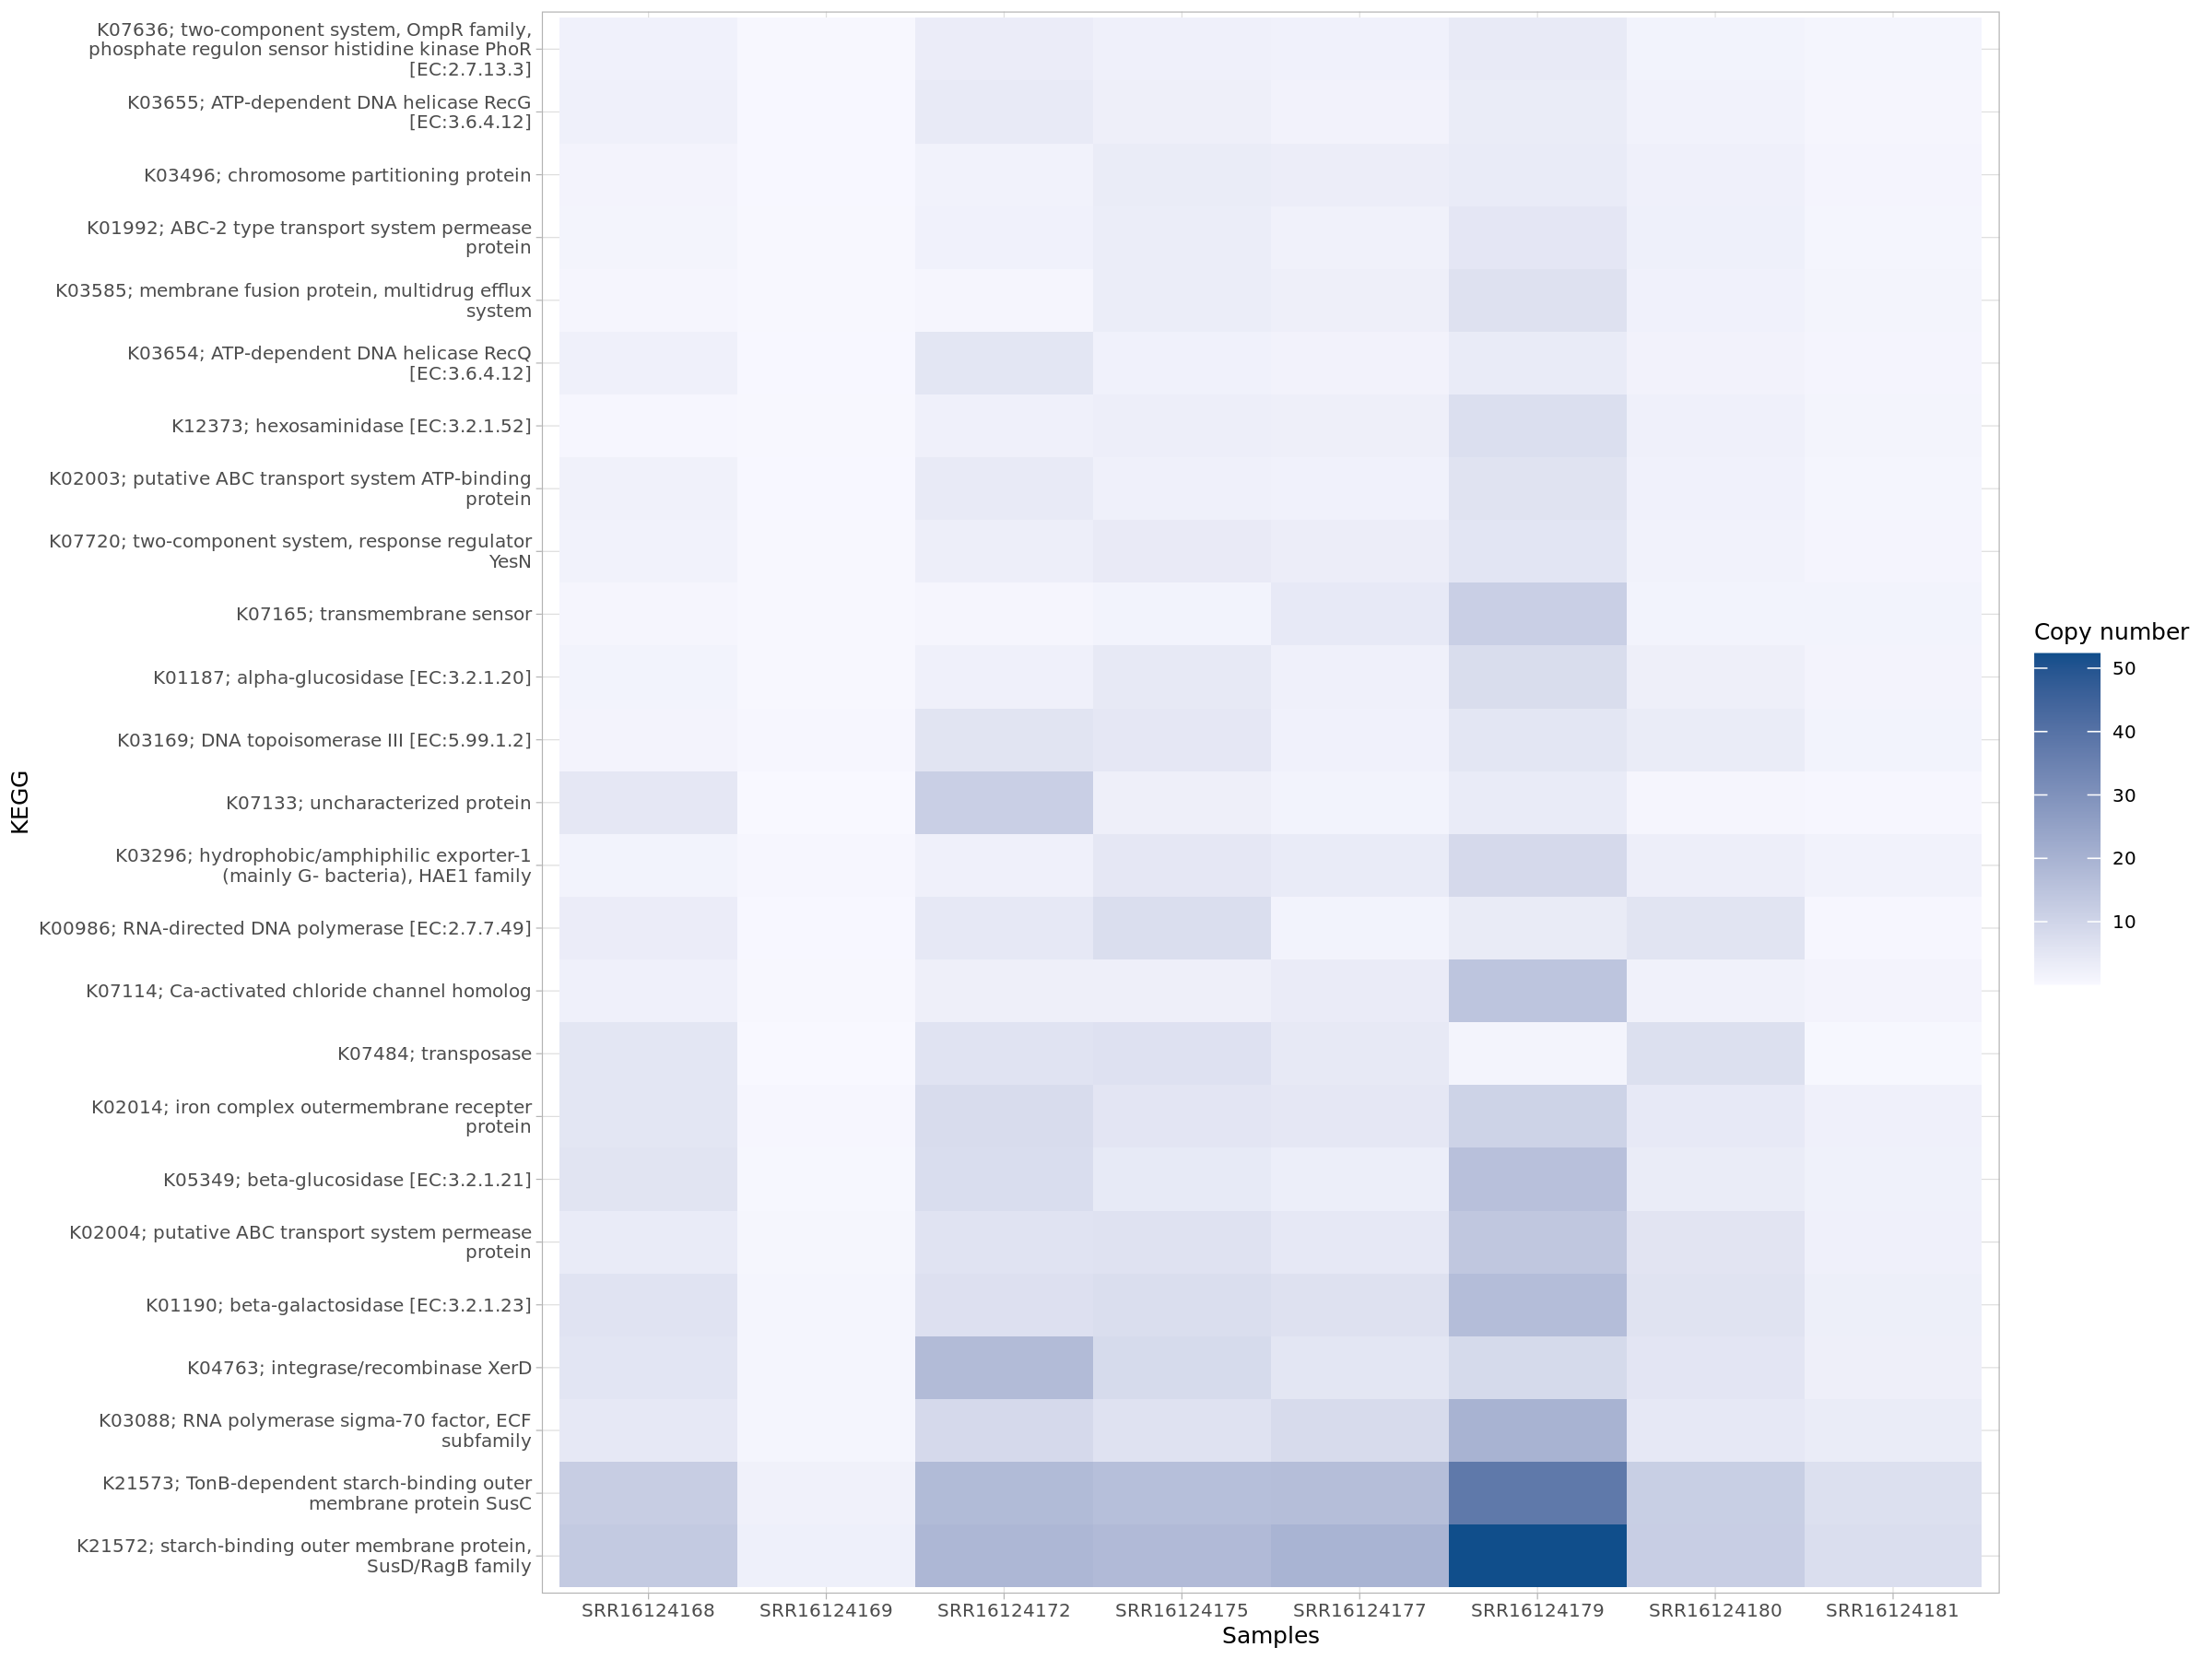 K07636; two-component system, OmpR family,
phosphate regulon sensor histidine kinase PhoR
[EC:2.7.13.3]
K03655; ATP-dependent DNA helicase RecG
[EC:3.6.4.12]
K03496; chromosome partitioning protein
K01992; ABC-2 type transport system permease
protein
K03585; membrane fusion protein, multidrug efflux
system
K03654; ATP-dependent DNA helicase RecQ
[EC:3.6.4.12]
K12373; hexosaminidase [EC:3.2.1.52]
K02003; putative ABC transport system ATP-binding
protein
K07720; two-component system, response regulator
YesN
K07165; transmembrane sensor
K01187; alpha-glucosidase [EC:3.2.1.20]
K03169; DNA topoisomerase III [EC:5.99.1.2]
K07133; uncharacterized protein
K03296; hydrophobic/amphiphilic exporter-1
(mainly G- bacteria), HAE1 family
K00986; RNA-directed DNA polymerase [EC:2.7.7.49]
K07114; Ca-activated chloride channel homolog
K07484; transposase
K02014; iron complex outermembrane recepter
protein
K05349; beta-glucosidase [EC:3.2.1.21]
K02004; putative ABC transport system permease
protein
K01190; beta-galactosidase [EC:3.2.1.23]
K04763; integrase/recombinase XerD
K03088; RNA polymerase sigma-70 factor, ECF
subfamily
K21573; TonB-dependent starch-binding outer
membrane protein SusC
K21572; starch-binding outer membrane protein,
SusD/RagB family
KEGG
SRR16124168 SRR16124169 SRR16124172 SRR16124175 SRR16124177 SRR16124179 SRR16124180 SRR16124181
Samples
Copy number
50
40
30
20
10